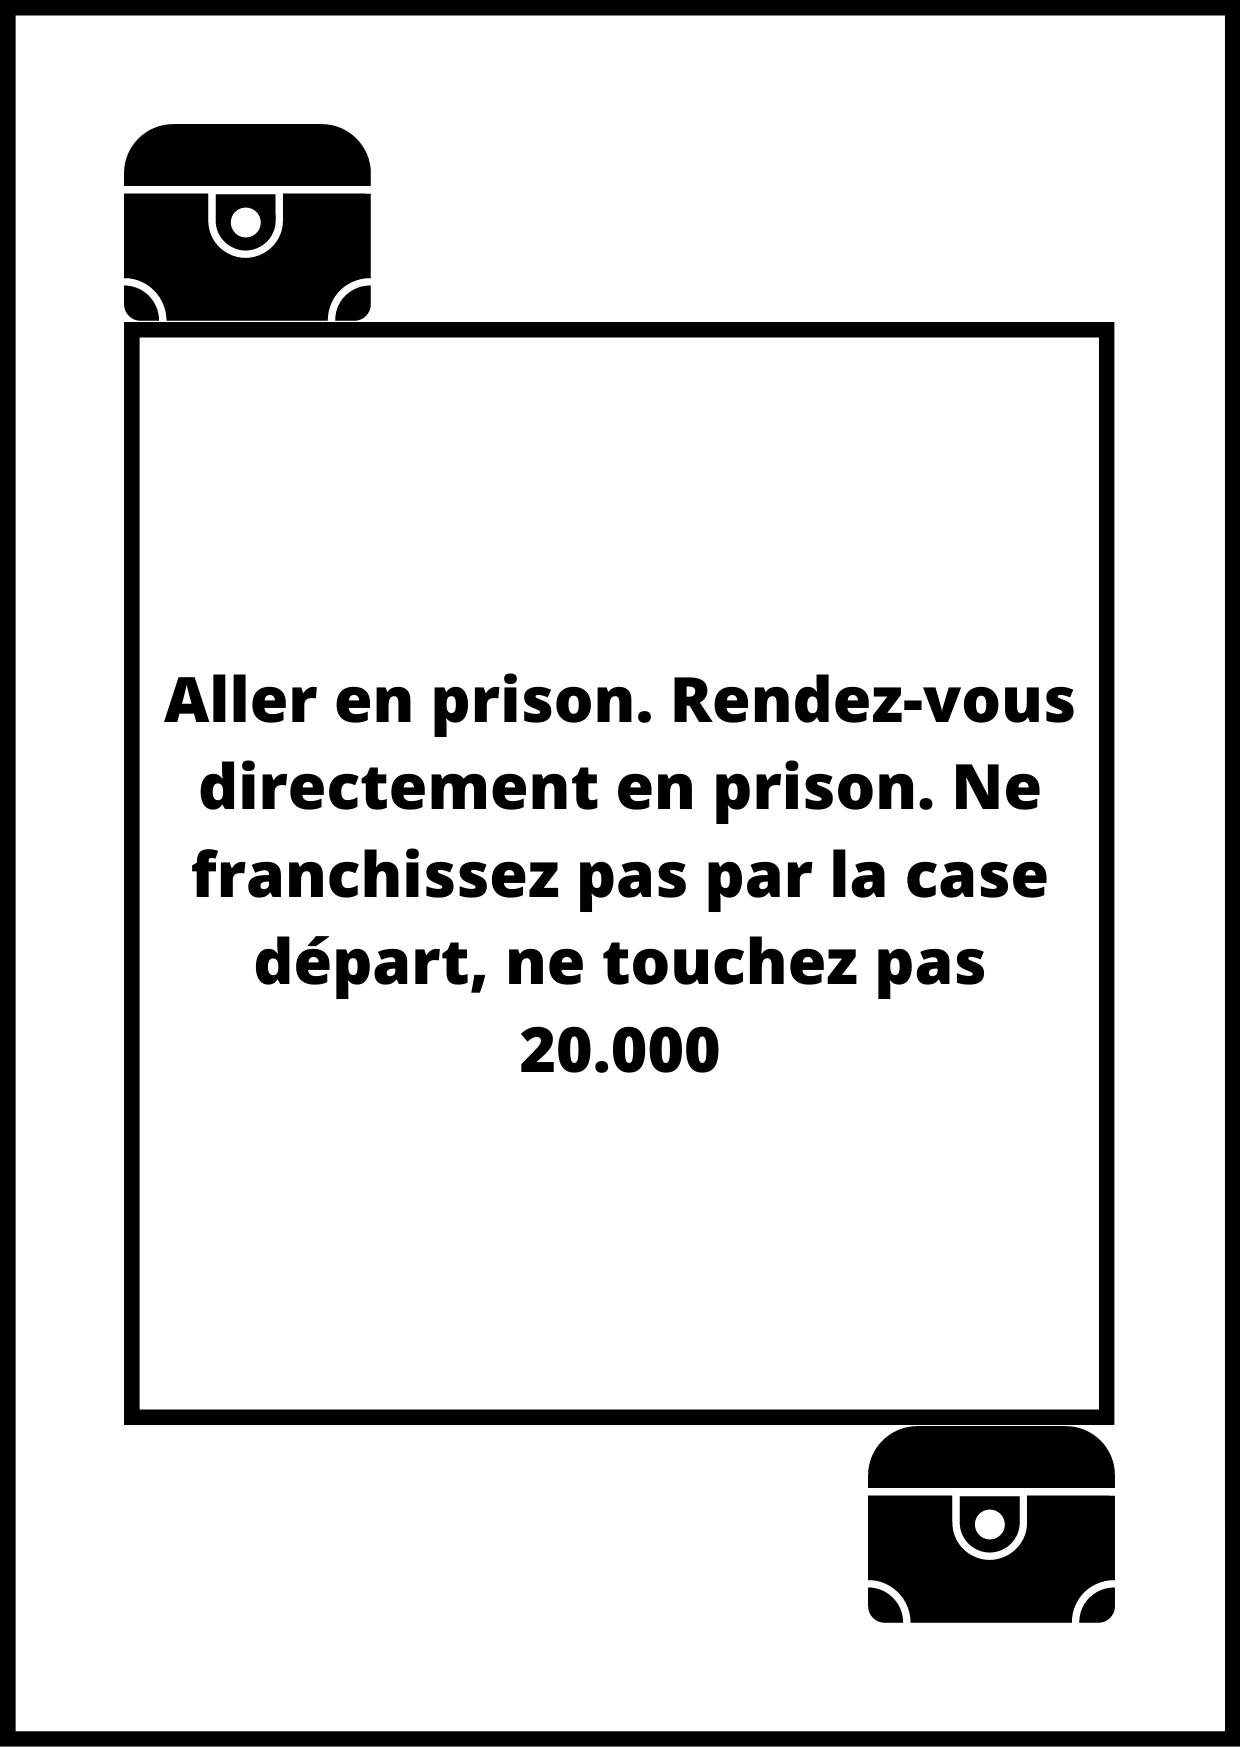 Aller en prison. Rendez-vous
directement en prison. Ne
franchissez pas par la case
départ, ne touchez pas
20.000